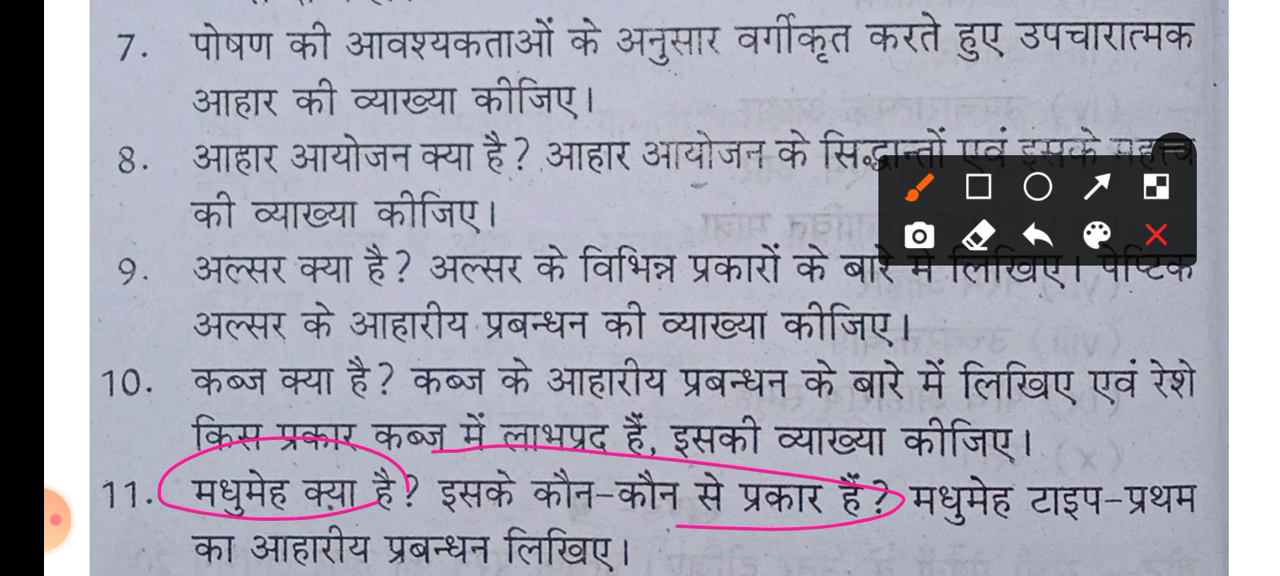 7. पोषण की आवश्यकताओं के अनुसार वर्गीकृत करते हुए उपचारात्मक
आहार की व्याख्या कीजिए।
8. आहार आयोजन क्या है? आहार आयोजन के सिद्धान्तों एवं इसके महत्त्व
की व्याख्या कीजिए।
9. अल्सर क्या है? अल्सर के विभिन्न प्रकारों के बारे में लिखिए। पेप्टिक
अल्सर के आहारीय प्रबन्धन की व्याख्या कीजिए।
10. कब्ज क्या है? कब्ज के आहारीय प्रबन्धन के बारे में लिखिए एवं रेशे
किस प्रकार कब्ज में लाभप्रद हैं, इसकी व्याख्या कीजिए।
11. मधुमेह क्या है? इसके कौन-कौन से प्रकार हैं? मधुमेह टाइप-प्रथम
का आहारीय प्रबन्धन लिखिए।